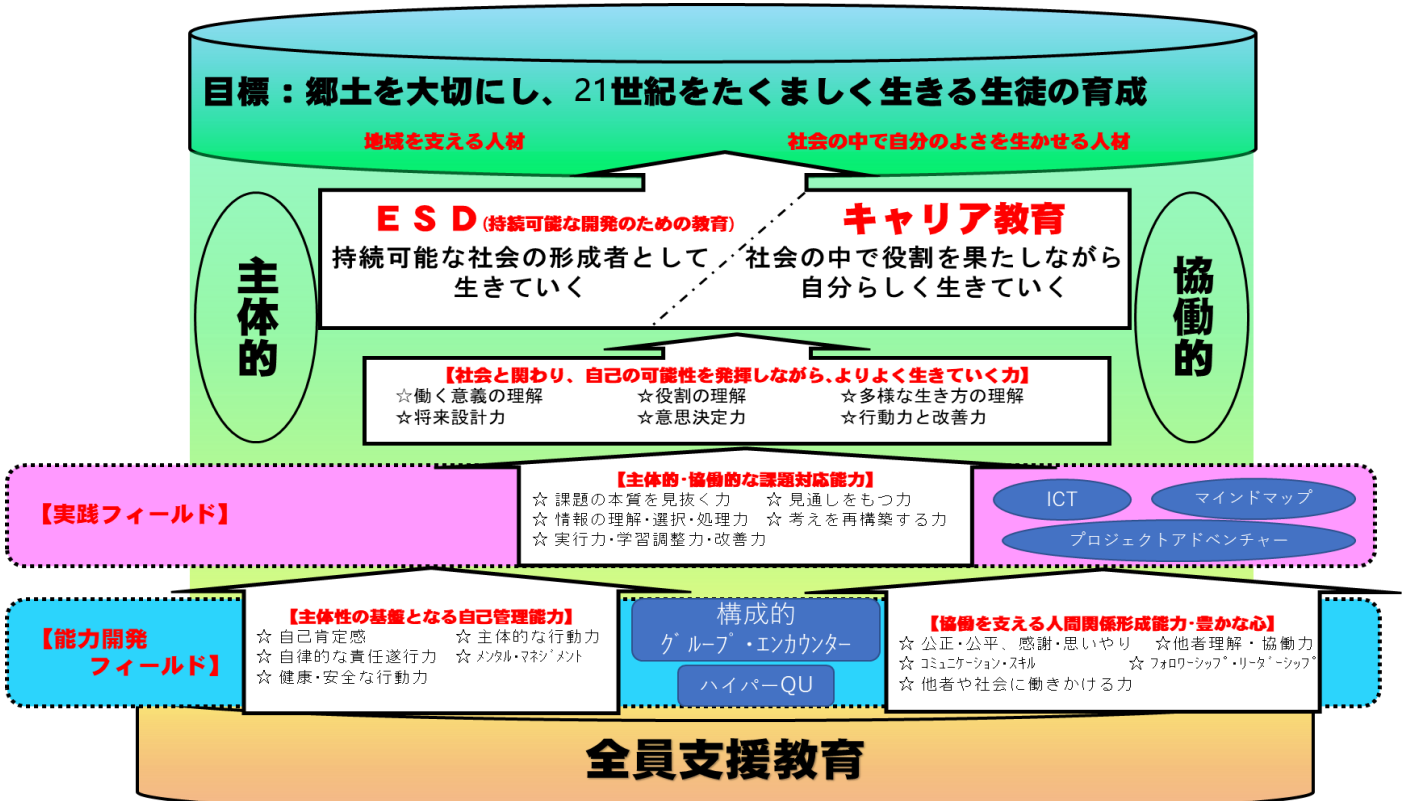 目標：郷土を大切にし、21世紀をたくましく生きる生徒の育成
地域を支える人材
社会の中で自分のよさを生かせる人材
主体的
ＥＳＤ(持続可能な開発のための教育)
持続可能な社会の形成者として
生きていく
キャリア教育
社会の中で役割を果たしながら
自分らしく生きていく
協働的
【社会と関わり、自己の可能性を発揮しながら、よりよく生きていく力】
☆働く意義の理解 ☆役割の理解 ☆多様な生き方の理解
☆将来設計力 ☆意思決定力 ☆行動力と改善力
【実践フィールド】
【主体的・協働的な課題対応能力】
☆ 課題の本質を見抜く力 ☆ 見通しをもつ力
☆ 情報の理解・選択・処理力 ☆ 考えを再構築する力
☆ 実行力・学習調整力・改善力
ICT
マインドマップ
プロジェクトアドベンチャー
【能力開発
フィールド】
【主体性の基盤となる自己管理能力】
☆ 自己肯定感 ☆ 主体的な行動力
☆ 自律的な責任遂行力 ☆ ﾒﾝﾀﾙ・ﾏﾈｼﾞﾒﾝﾄ
☆ 健康・安全な行動力
構成的
ｸﾞﾙｰﾌﾟ・ｴﾝｶｳﾝﾀｰ
ハイパーQU
【協働を支える人間関係形成能力・豊かな心】
☆ 公正・公平、感謝・思いやり ☆他者理解・協働力
☆ ｺﾐｭﾆｹｰｼｮﾝ・ｽｷﾙ ☆ ﾌｫﾛﾜｰｼｯﾌﾟ・ﾘｰﾀﾞｰｼｯﾌﾟ
☆ 他者や社会に働きかける力
全員支援教育